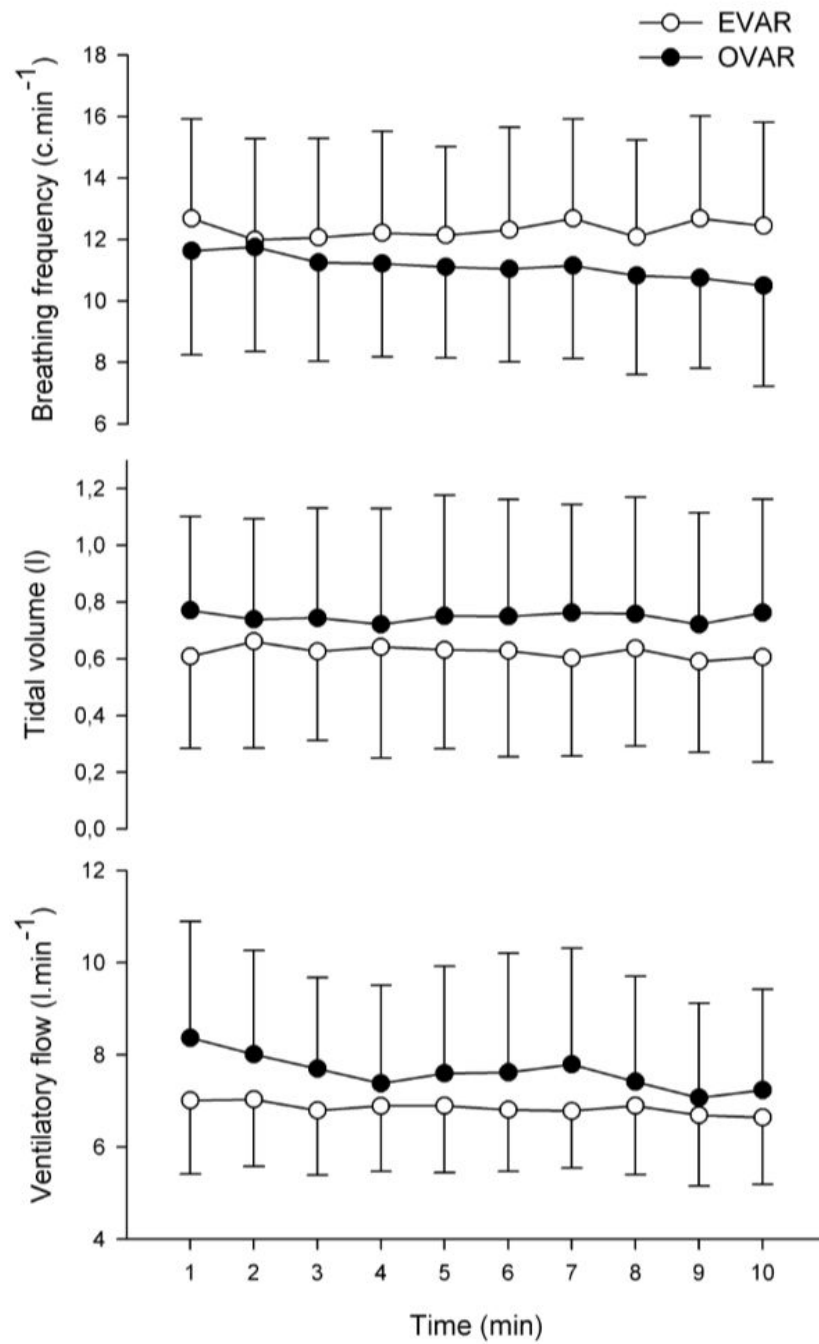 EVAR
OVAR
Breathing frequency (c.min⁻¹)
18
16
14
12
10
8
6
Tidal volume (l)
1,2
1,0
0,8
0,6
0,4
0,2
0,0
Ventilatory flow (l.min⁻¹)
12
10
8
6
4
1 2 3 4 5 6 7 8 9 10
Time (min)